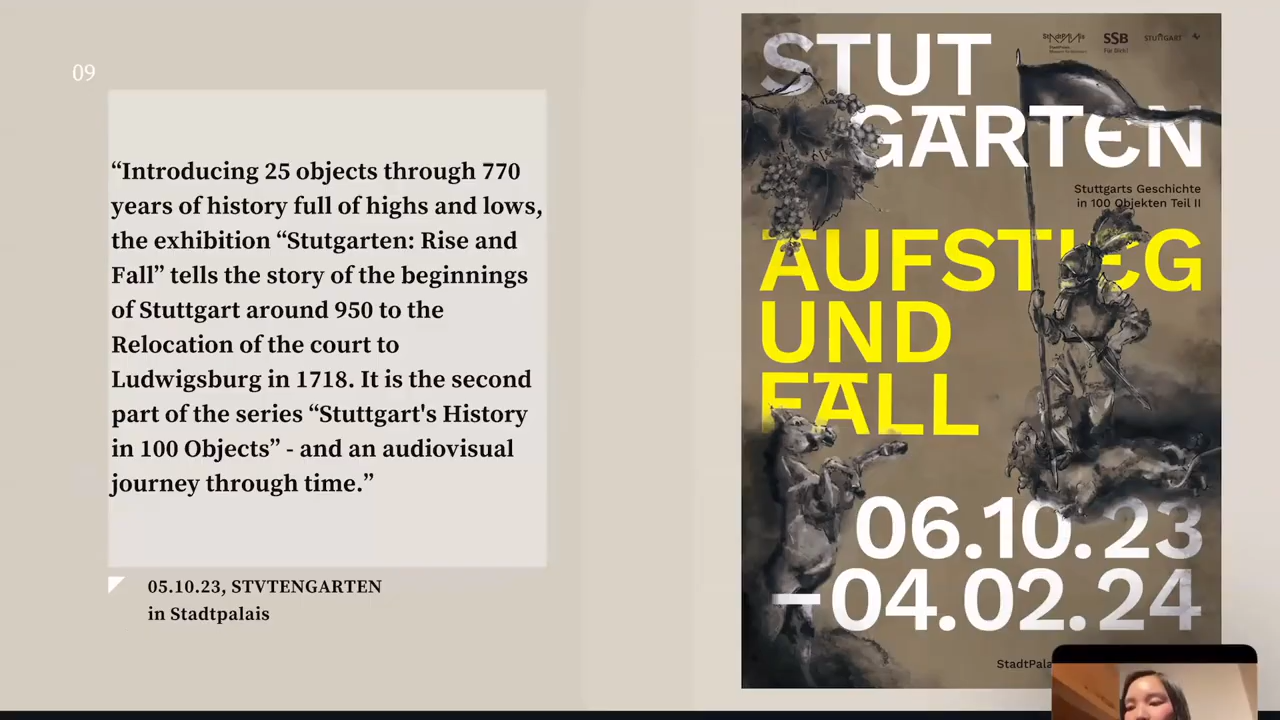 09
“Introducing 25 objects through 770
years of history full of highs and lows,
the exhibition “Stutgarten: Rise and
Fall” tells the story of the beginnings
of Stuttgart around 950 to the
Relocation of the court to
Ludwigsburg in 1718. It is the second
part of the series “Stuttgart's History
in 100 Objects” - and an audiovisual
journey through time.”
05.10.23, STVTENGARTEN
in Stadtpalais
StadtPalais
SSB
STUTTGART
STUT
GARTEN
Stuttgarts Geschichte
in 100 Objekten Teil II
AUFSTIEG
UND
FALL
06.10.23
–04.02.24